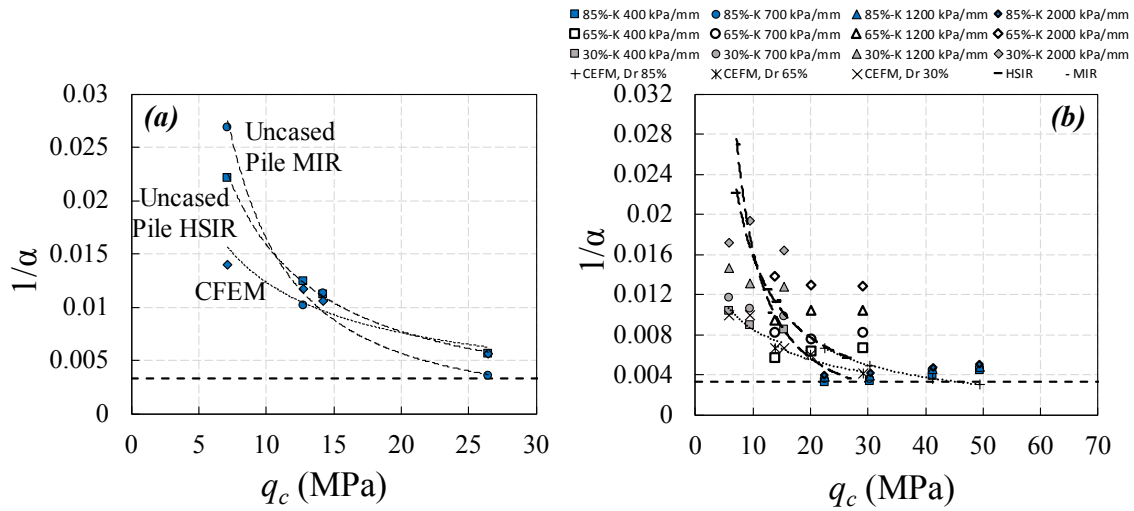 85%-K 400 kPa/mm 85%-K 700 kPa/mm 85%-K 1200 kPa/mm 85%-K 2000 kPa/mm
65%-K 400 kPa/mm 65%-K 700 kPa/mm 65%-K 1200 kPa/mm 65%-K 2000 kPa/mm
30%-K 400 kPa/mm 30%-K 700 kPa/mm 30%-K 1200 kPa/mm 30%-K 2000 kPa/mm
CEFM, Dr 85% CEFM, Dr 65% CEFM, Dr 30% HSIR MIR
(a)
Uncased
Pile MIR
Uncased
Pile HSIR
CFEM
1/α
0.03
0.025
0.02
0.015
0.01
0.005
0
0 5 10 15 20 25 30
qc (MPa)
(b)
1/α
0.032
0.028
0.024
0.02
0.016
0.012
0.008
0.004
0
0 10 20 30 40 50 60 70
qc (MPa)